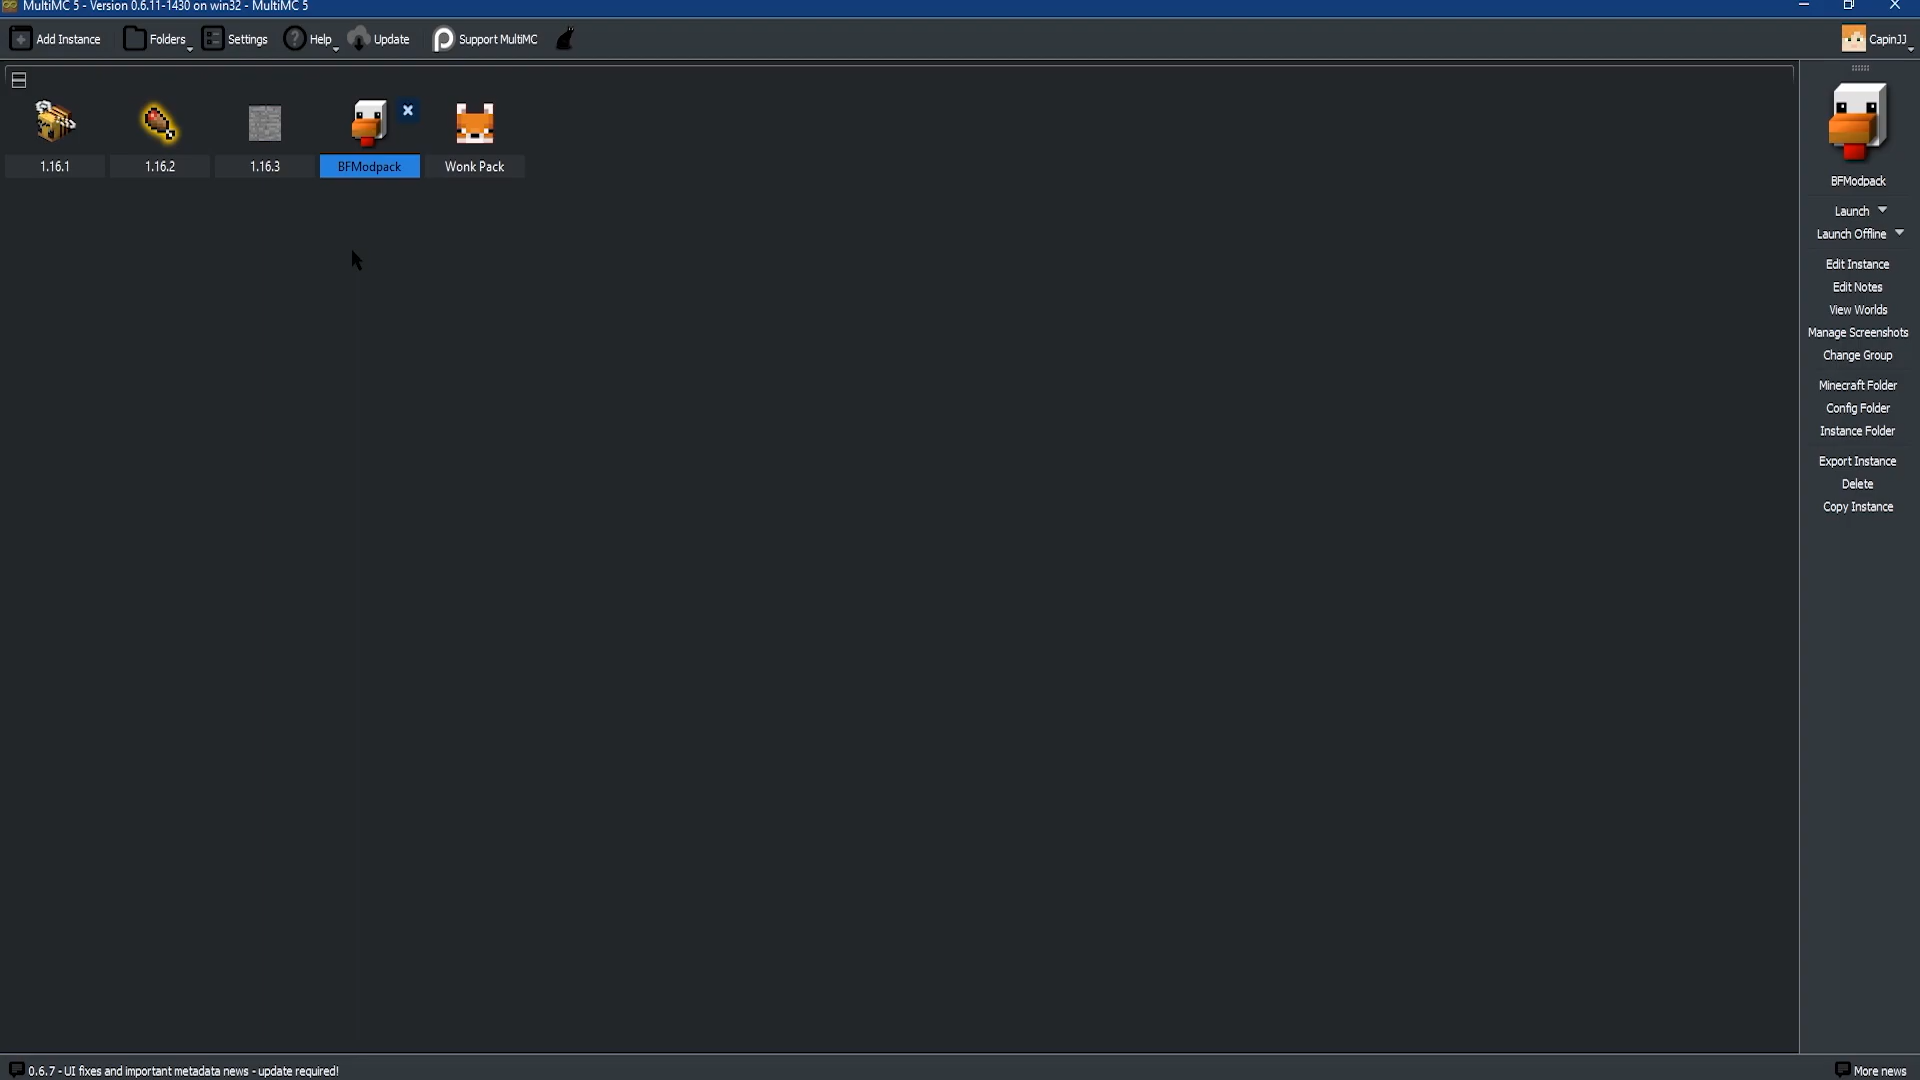 MultiMC 5 - Version 0.6.11-1430 on win32 - MultiMC 5
Add Instance Folders Settings Help Update Support MultiMC CapinJJ
1.16.1 1.16.2 1.16.3 BFModpack Wonk Pack
BFModpack
Launch
Launch Offline
Edit Instance
Edit Notes
View Worlds
Manage Screenshots
Change Group
Minecraft Folder
Config Folder
Instance Folder
Export Instance
Delete
Copy Instance
0.6.7 - UI fixes and important metadata news - update required! More news